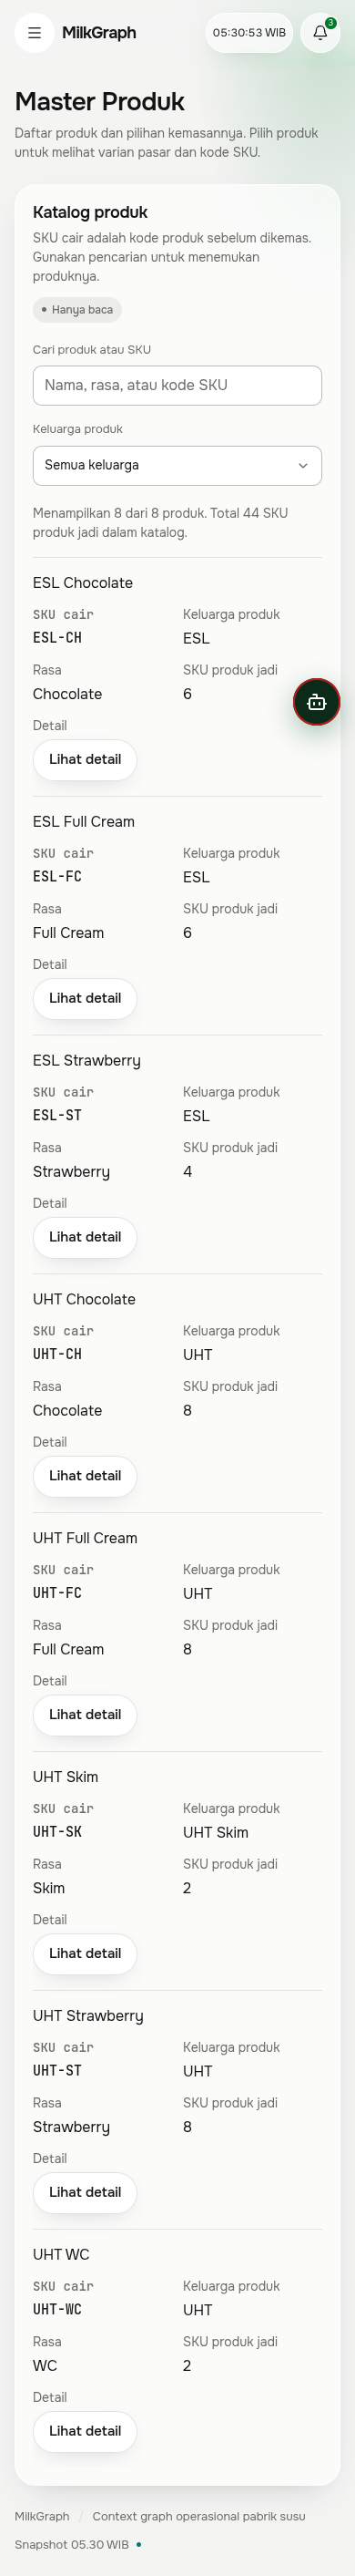 MilkGraph
05:30:53 WIB
3
Master Produk
Daftar produk dan pilihan kemasannya. Pilih produk
untuk melihat varian pasar dan kode SKU.
Katalog produk
SKU cair adalah kode produk sebelum dikemas.
Gunakan pencarian untuk menemukan
produknya.
Hanya baca
Cari produk atau SKU
Nama, rasa, atau kode SKU
Keluarga produk
Semua keluarga
Menampilkan 8 dari 8 produk. Total 44 SKU
produk jadi dalam katalog.
ESL Chocolate
SKU cair Keluarga produk
ESL-CH ESL
Rasa SKU produk jadi
Chocolate 6
Detail
Lihat detail
ESL Full Cream
SKU cair Keluarga produk
ESL-FC ESL
Rasa SKU produk jadi
Full Cream 6
Detail
Lihat detail
ESL Strawberry
SKU cair Keluarga produk
ESL-ST ESL
Rasa SKU produk jadi
Strawberry 4
Detail
Lihat detail
UHT Chocolate
SKU cair Keluarga produk
UHT-CH UHT
Rasa SKU produk jadi
Chocolate 8
Detail
Lihat detail
UHT Full Cream
SKU cair Keluarga produk
UHT-FC UHT
Rasa SKU produk jadi
Full Cream 8
Detail
Lihat detail
UHT Skim
SKU cair Keluarga produk
UHT-SK UHT Skim
Rasa SKU produk jadi
Skim 2
Detail
Lihat detail
UHT Strawberry
SKU cair Keluarga produk
UHT-ST UHT
Rasa SKU produk jadi
Strawberry 8
Detail
Lihat detail
UHT WC
SKU cair Keluarga produk
UHT-WC UHT
Rasa SKU produk jadi
WC 2
Detail
Lihat detail
MilkGraph / Context graph operasional pabrik susu
Snapshot 05.30 WIB